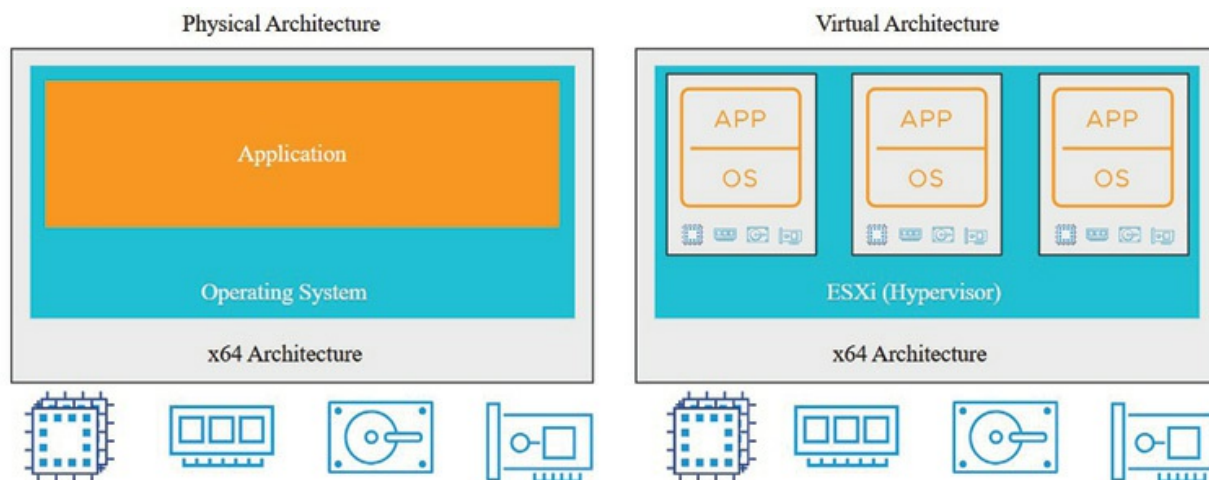 Physical Architecture
Application
Operating System
x64 Architecture
Virtual Architecture
APP
OS
APP
OS
APP
OS
ESXi (Hypervisor)
x64 Architecture